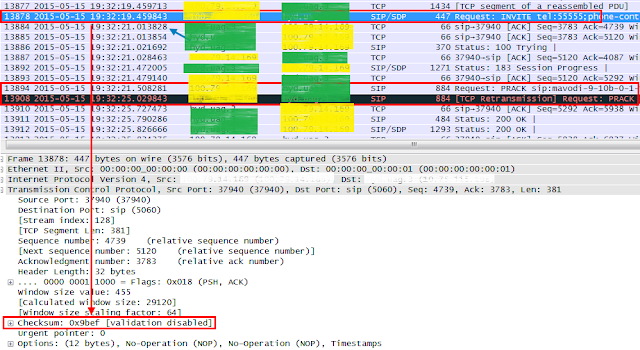 13877 2015-05-15 19:32:19.459713 TCP 1434 [TCP segment of a reassembled PDU]
13878 2015-05-15 19:32:19.459843 SIP/SDP 447 Request: INVITE tel:55555;phone-cont
13884 2015-05-15 19:32:21.013828 TCP 66 sip→37940 [ACK] Seq=3783 Ack=4739 Wi
13885 2015-05-15 19:32:21.013854 TCP 66 sip→37940 [ACK] Seq=3783 Ack=5120 Wi
13886 2015-05-15 19:32:21.021692 SIP 370 Status: 100 Trying |
13887 2015-05-15 19:32:21.028463 TCP 66 37940→sip [ACK] Seq=5120 Ack=4087 Wi
13922 2015-05-15 19:32:21.473029 SIP/SDP 1271 Status: 183 Session Progress |
13923 2015-05-15 19:32:21.479140 TCP 66 37940→sip [ACK] Seq=5120 Ack=5292 Wi
13894 2015-05-15 19:32:21.508281 SIP 884 Request: PRACK sip:mavodi-9-10b-0-1-
13908 2015-05-15 19:32:25.029843 SIP 884 [TCP Retransmission] Request: PRACK
13910 2015-05-15 19:32:25.727473 TCP
13911 2015-05-15 19:32:25.790286 SIP 484 Status: 200 OK |
13912 2015-05-15 19:32:25.826666 SIP/SDP 1293 Status: 200 OK |
Frame 13878: 447 bytes on wire (3576 bits), 447 bytes captured (3576 bits)
Ethernet II, Src: 00:00:00_00:00:00 (00:00:00:00:00:00), Dst: 00:00:00_00:00:01 (00:00:00:00:00:01)
Internet Protocol Version 4, Src: Dst:
Transmission Control Protocol, Src Port: 37940 (37940), Dst Port: sip (5060), Seq: 4739, Ack: 3783, Len: 381
Source Port: 37940 (37940)
Destination Port: sip (5060)
[Stream index: 128]
[TCP Segment Len: 381]
Sequence number: 4739 (relative sequence number)
[Next sequence number: 5120 (relative sequence number)]
Acknowledgment number: 3783 (relative ack number)
Header Length: 32 bytes
.... 0000 0001 1000 = Flags: 0x018 (PSH, ACK)
Window size value: 455
[Calculated window size: 29120]
[Window size scaling factor: 64]
Checksum: 0x9bef [validation disabled]
Urgent pointer: 0
Options: (12 bytes), No-Operation (NOP), No-Operation (NOP), Timestamps